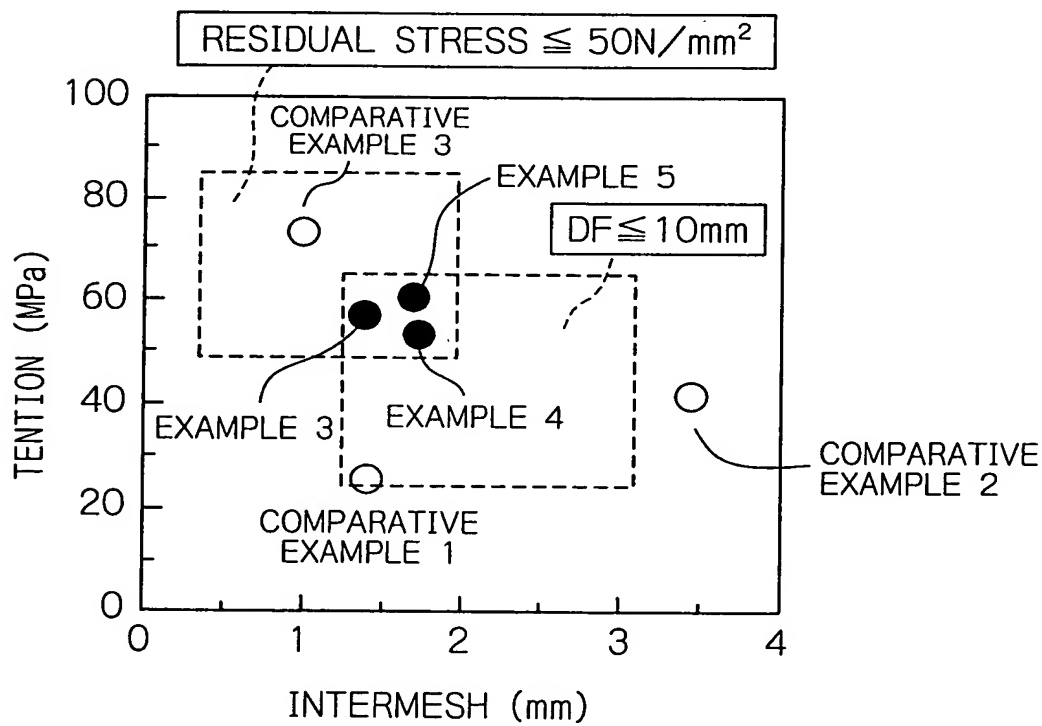 RESIDUAL STRESS ≦ 50N/mm²
100
80
60
40
20
0
TENTION (MPa)
COMPARATIVE
EXAMPLE 3
EXAMPLE 5
DF≦10mm
EXAMPLE 3
EXAMPLE 4
COMPARATIVE
EXAMPLE 2
COMPARATIVE
EXAMPLE 1
0 1 2 3 4
INTERMESH (mm)